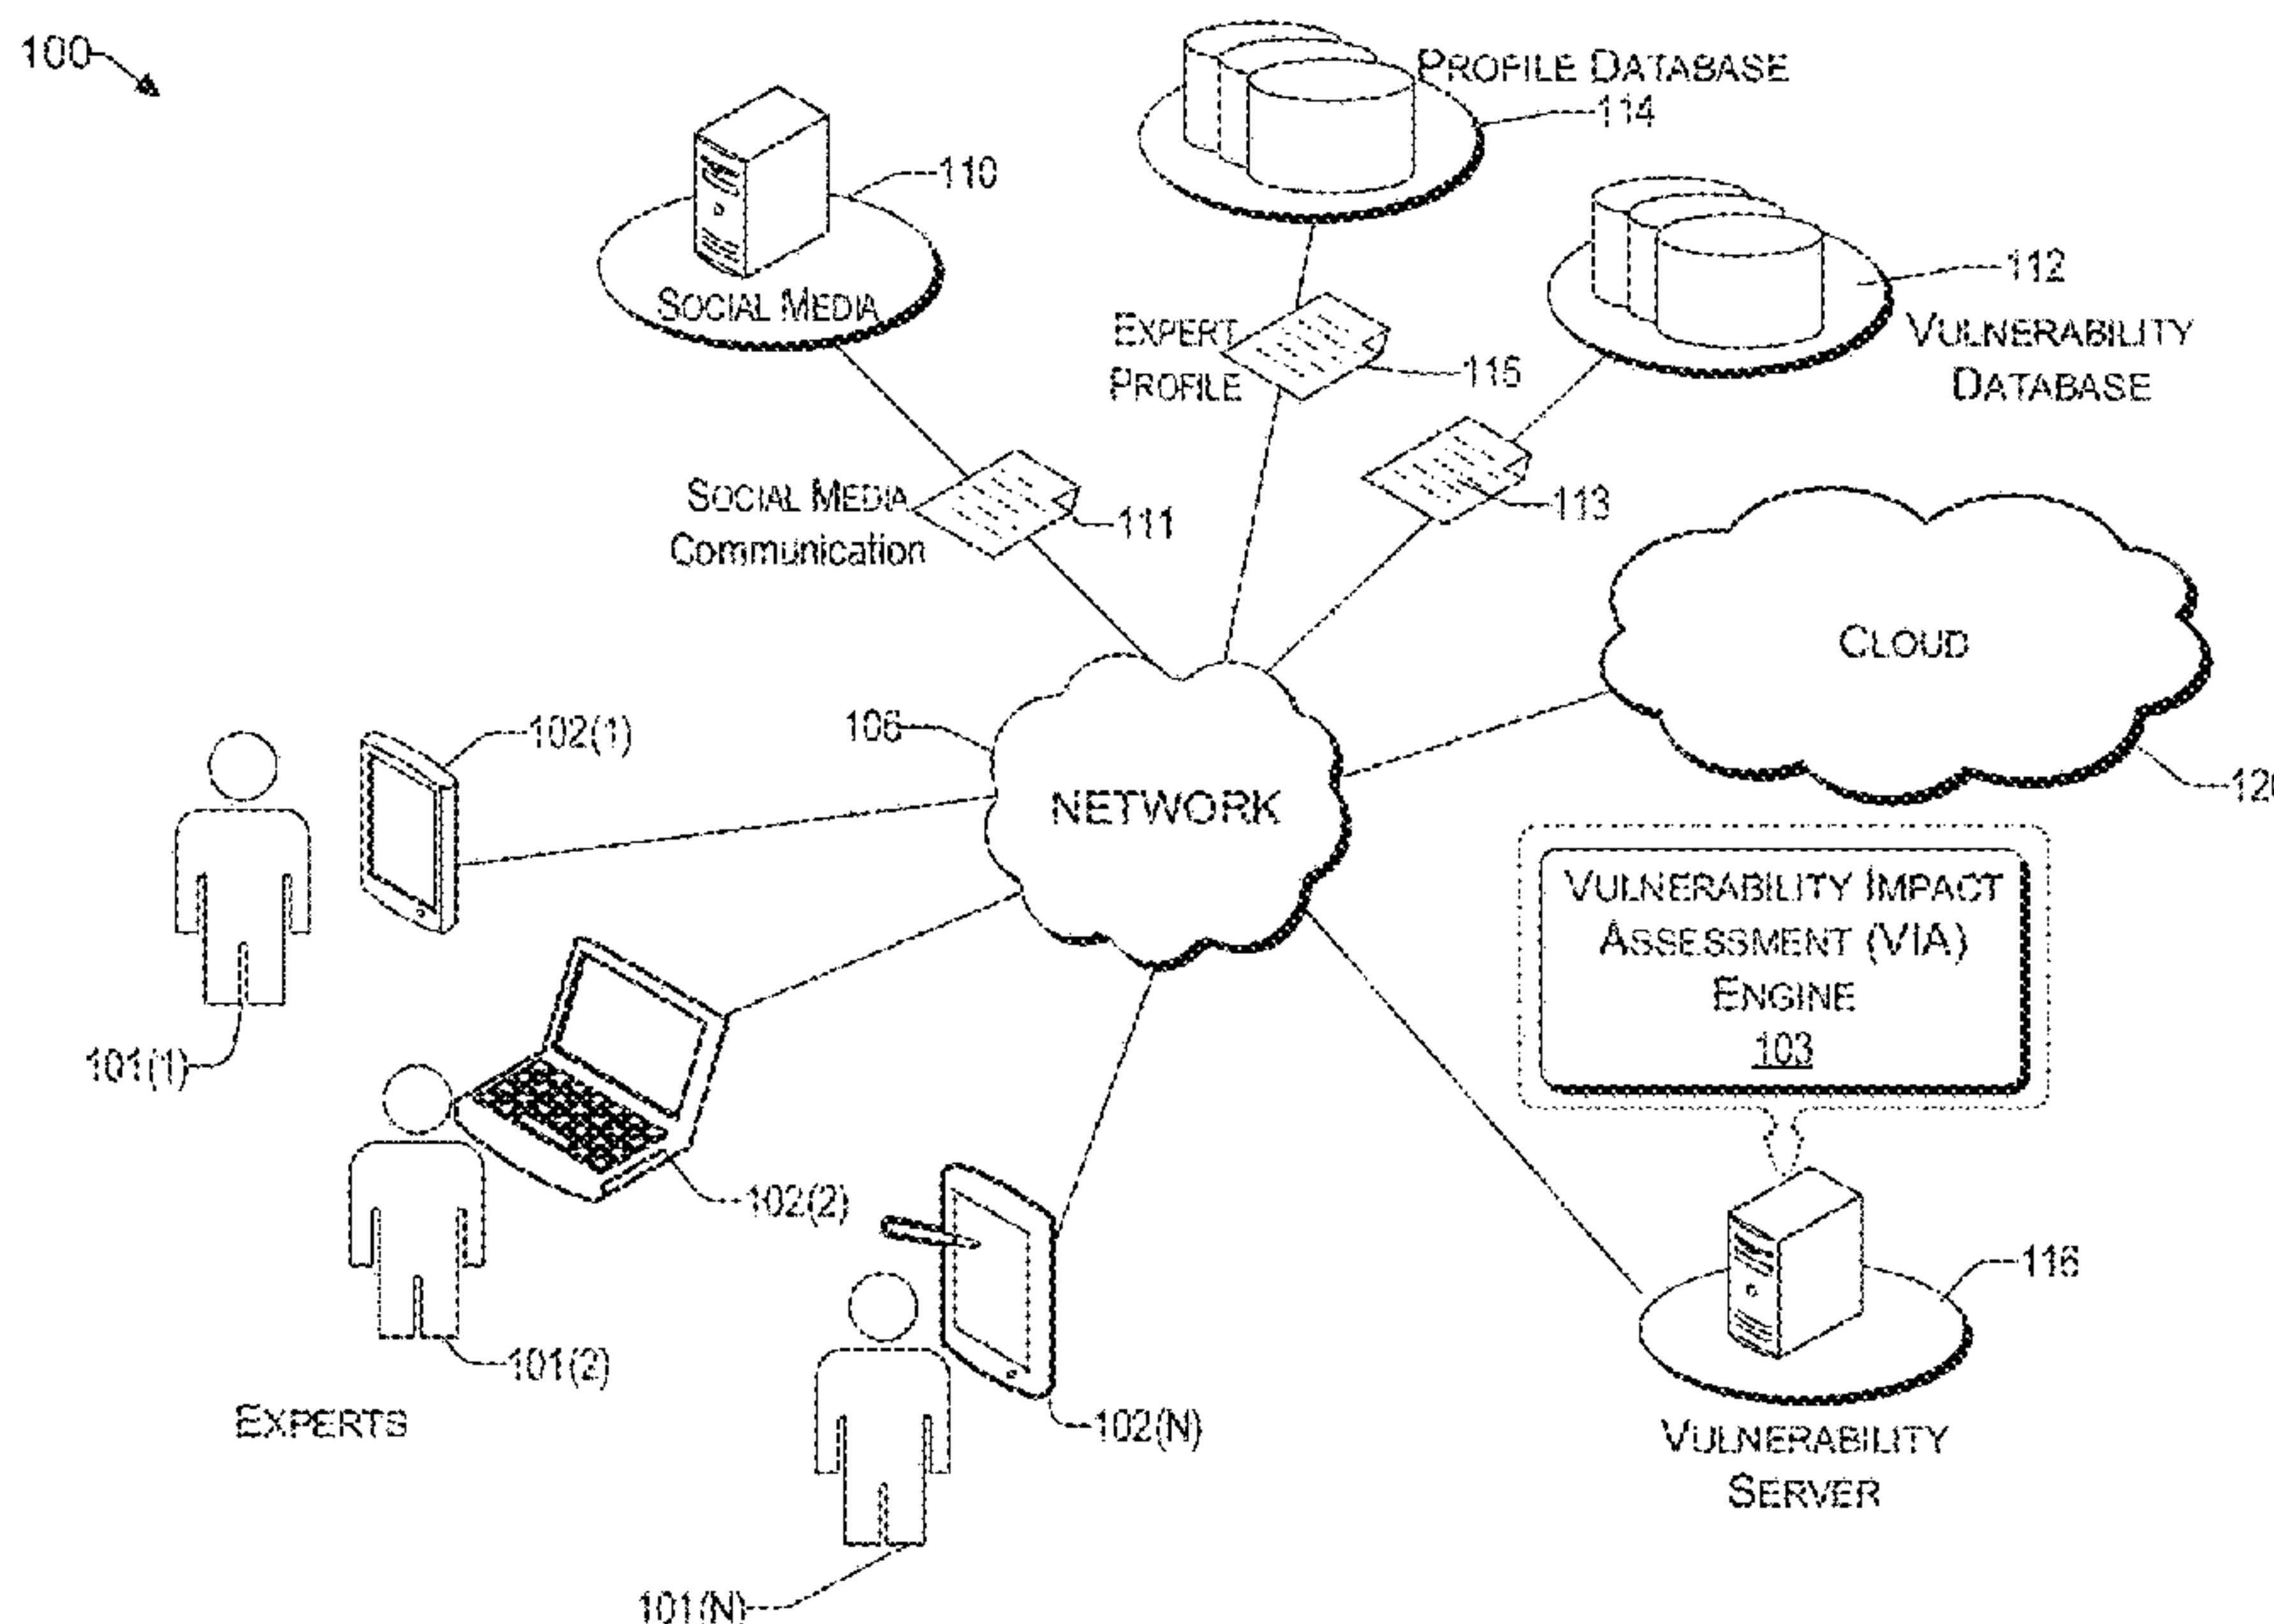 100
PROFILE DATABASE
114
110
112
SOCIAL MEDIA
VULNERABILITY
DATABASE
EXPERT
PROFILE
115
SOCIAL MEDIA
Communication
111
113
CLOUD
106
102(1)
NETWORK
120
VULNERABILITY IMPACT
ASSESSMENT (VIA)
ENGINE
103
101(1)
102(2)
116
101(2)
EXPERTS
102(N)
VULNERABILITY
SERVER
101(N)